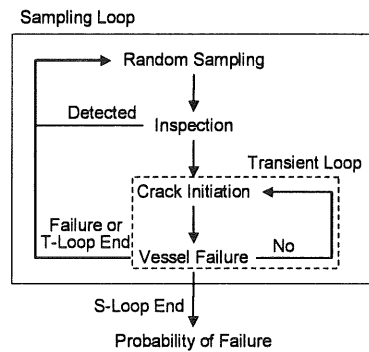 Sampling Loop
Random Sampling
Detected
Inspection
Transient Loop
Crack Initiation
Failure or
T-Loop End
Vessel Failure
No
S-Loop End
Probability of Failure